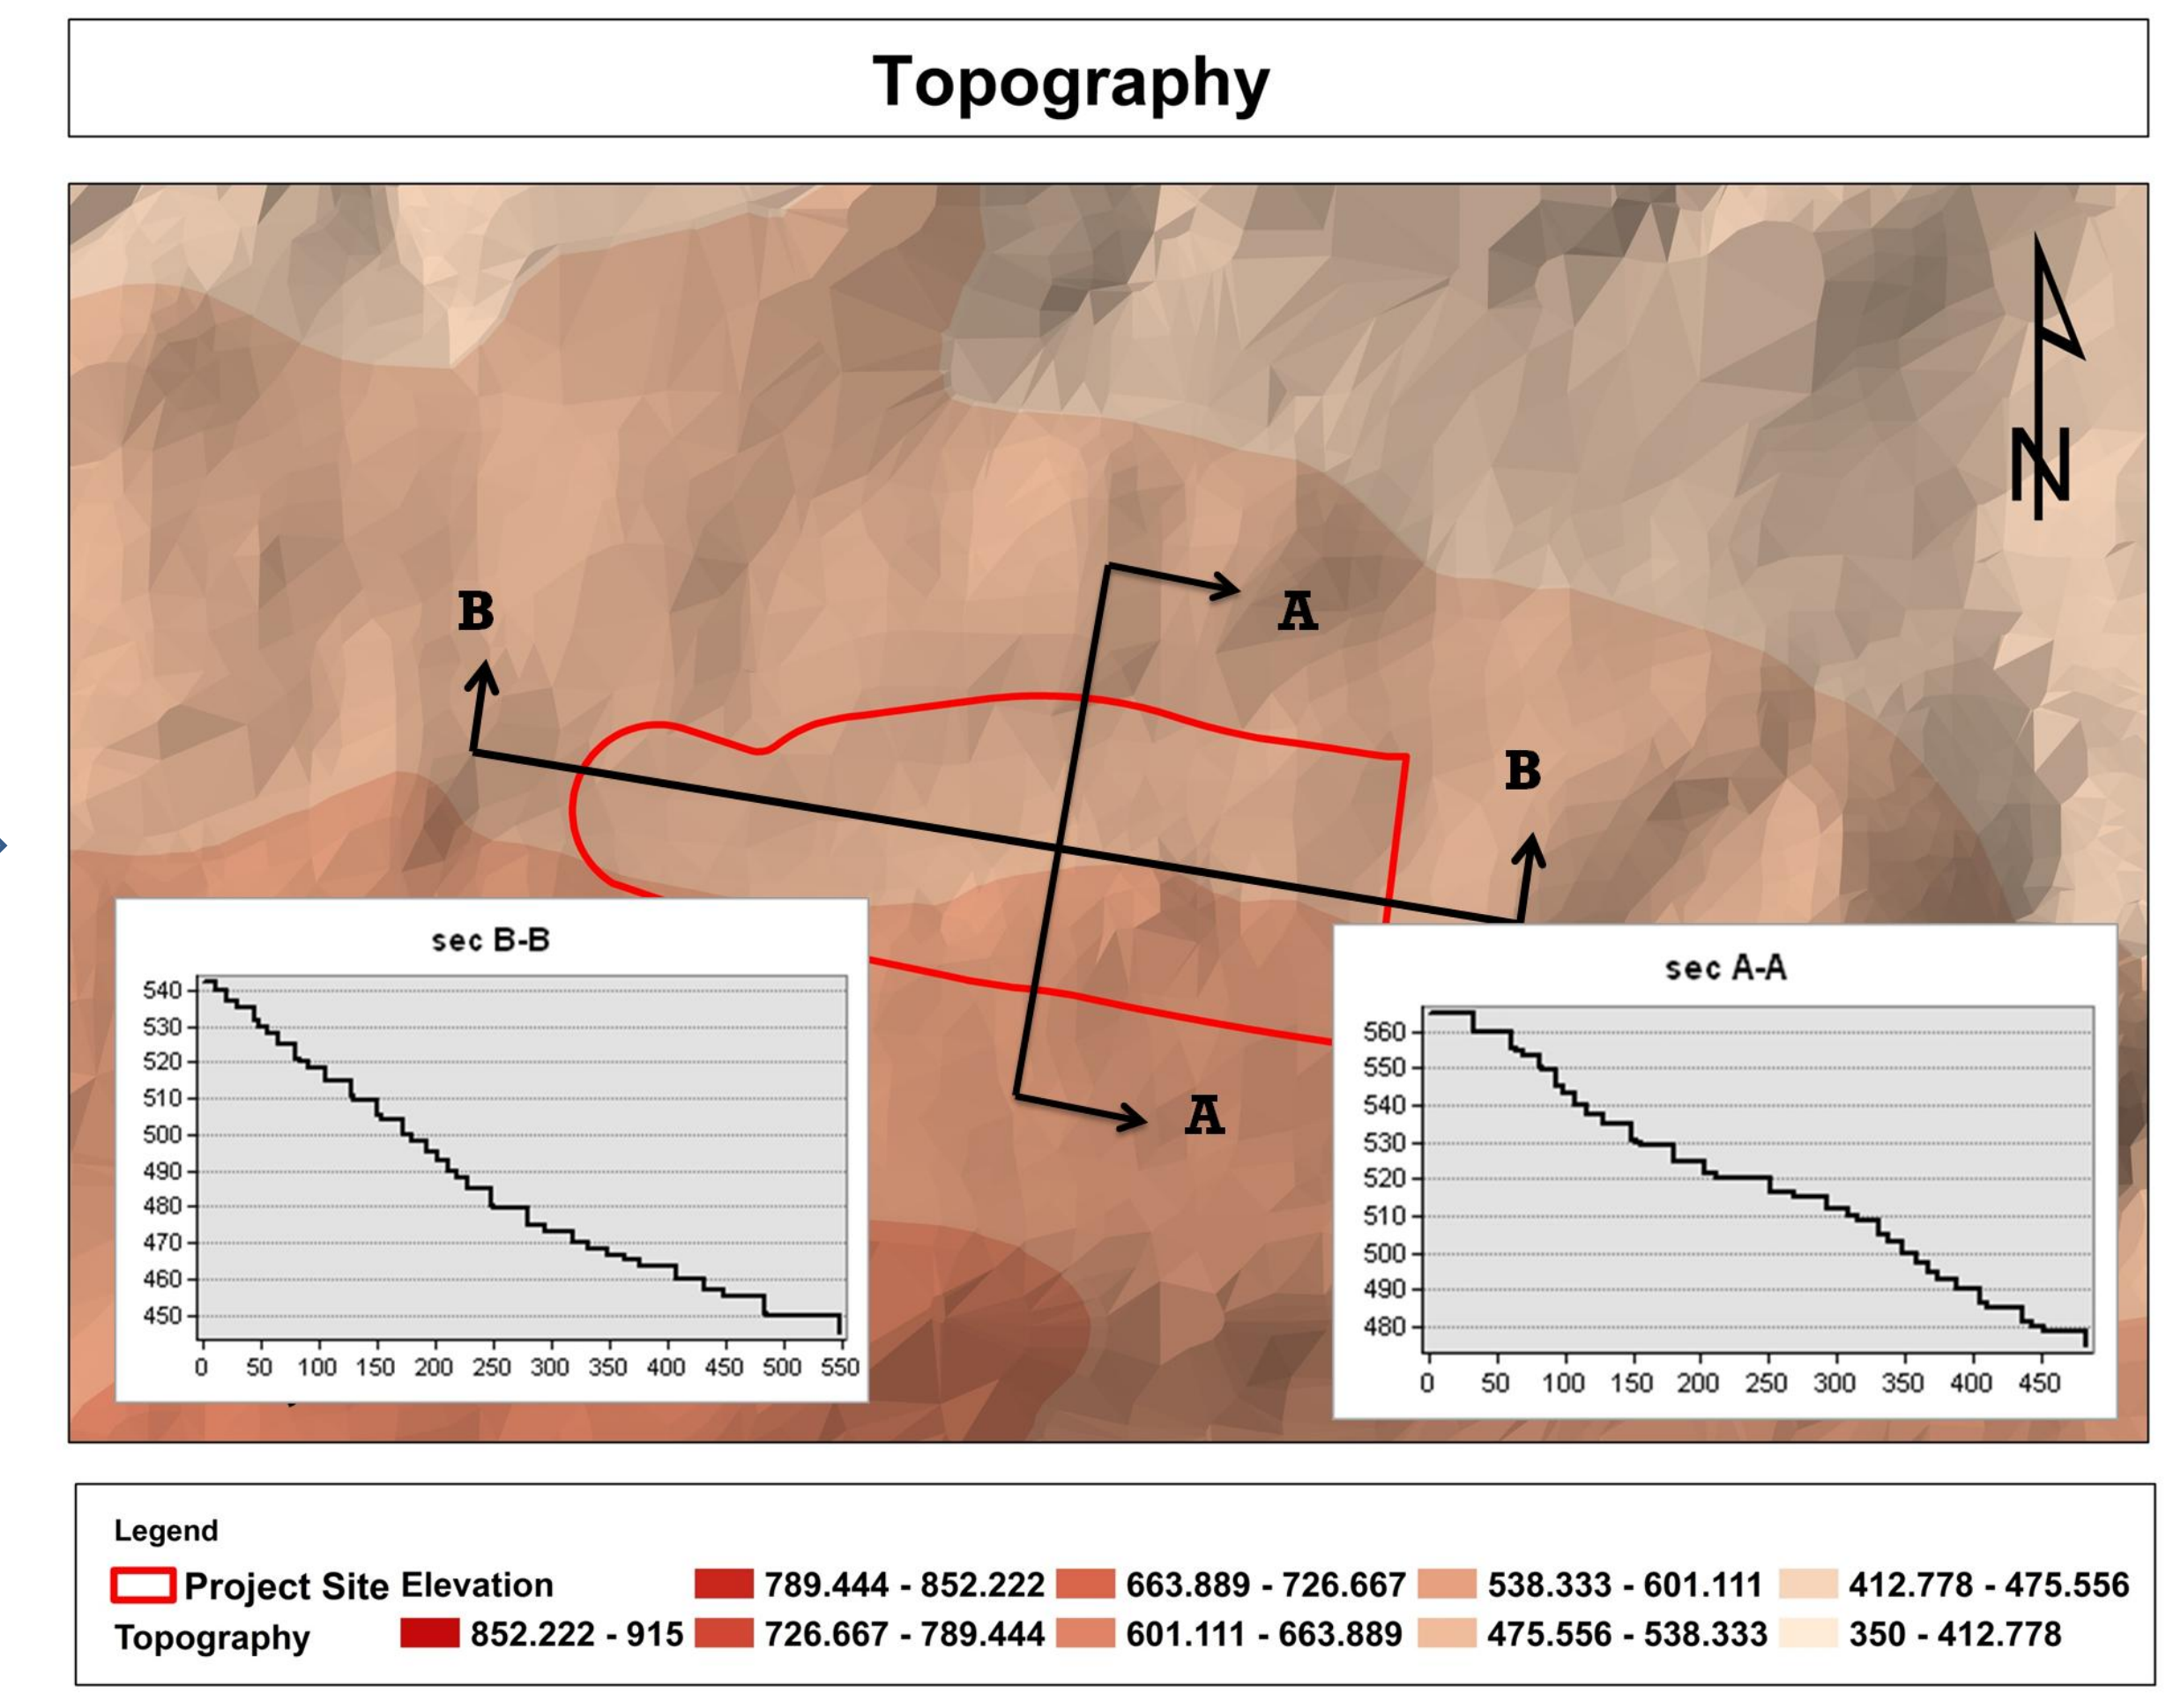 Topography
N
B
A
B
A
sec B-B
540
530
520
510
500
490
480
470
460
450
0 50 100 150 200 250 300 350 400 450 500 550
sec A-A
560
550
540
530
520
510
500
490
480
0 50 100 150 200 250 300 350 400 450
Legend
Project Site Elevation 789.444 - 852.222 663.889 - 726.667 538.333 - 601.111 412.778 - 475.556
Topography 852.222 - 915 726.667 - 789.444 601.111 - 663.889 475.556 - 538.333 350 - 412.778